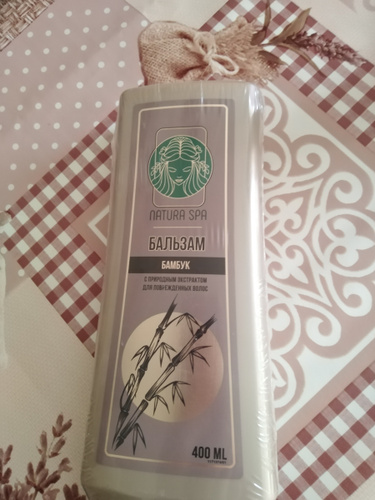 NATURA SPA
БАЛЬЗАМ
БАМБУК
С ПРИРОДНЫМ ЭКСТРАКТОМ
ДЛЯ ПОВРЕЖДЕННЫХ ВОЛОС
400 ML